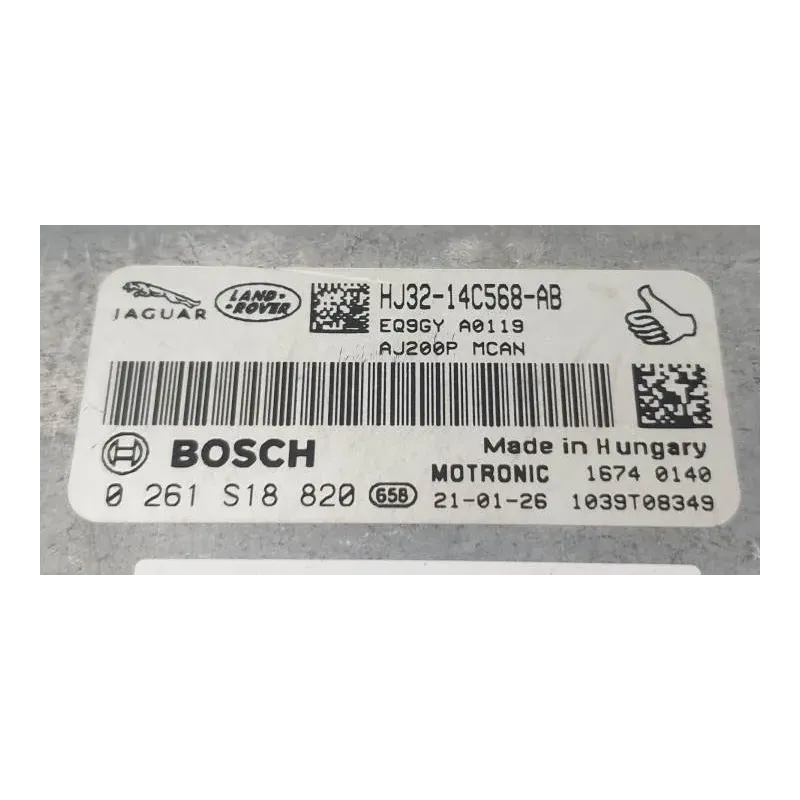 JAGUAR
LAND-
-ROVER
HJ32-14C568-AB
EQ9GY A0119
AJ200P MCAN
BOSCH
Made in Hungary
MOTRONIC 1674 0140
0 261 S18 820 658 21-01-26 1039T08349